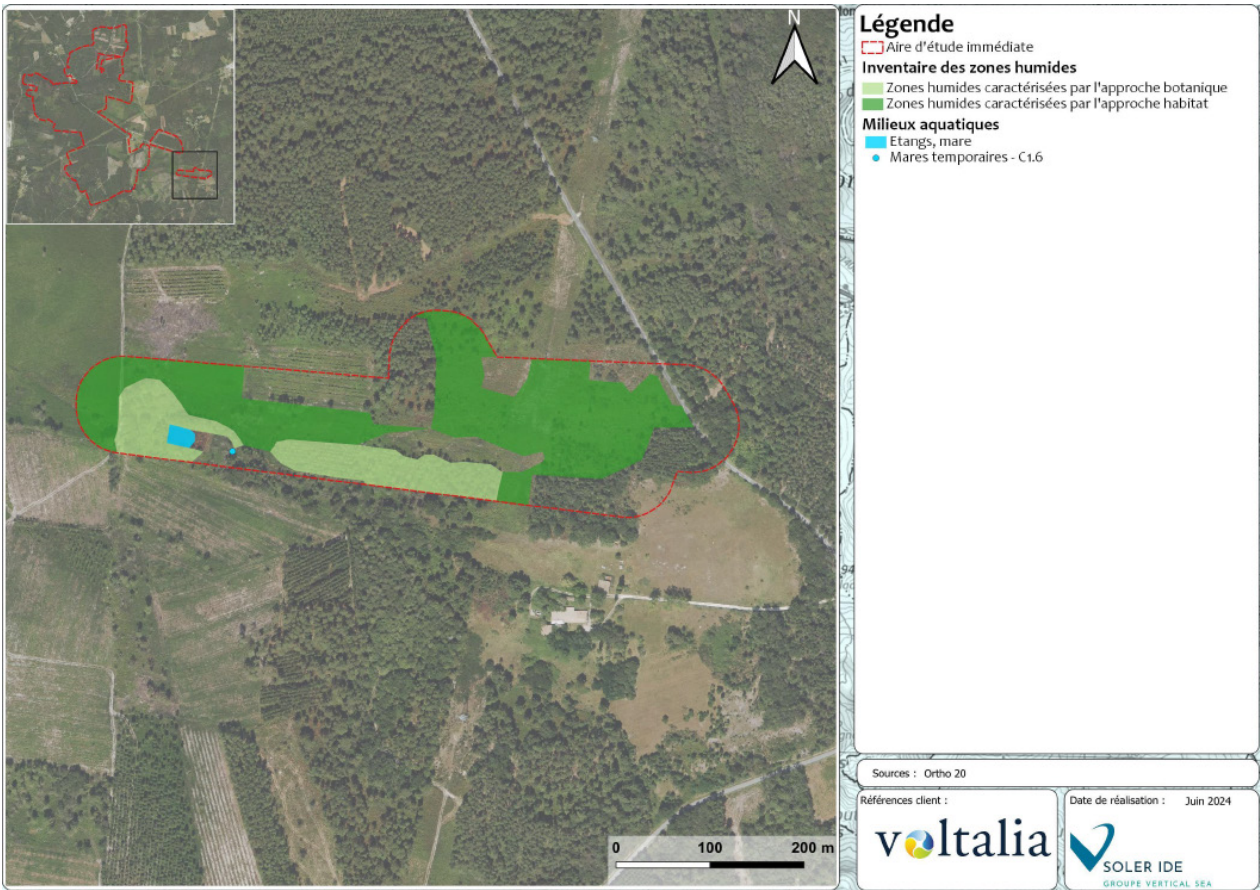 N
Légende
Aire d'étude immédiate
Inventaire des zones humides
Zones humides caractérisées par l'approche botanique
Zones humides caractérisées par l'approche habitat
Milieux aquatiques
Etangs, mare
Mares temporaires - C1.6
0 100 200 m
Sources : Ortho 20
Références client :
voltalia
Date de réalisation : Juin 2024
SOLER IDE
GROUPE VERTICAL SEA